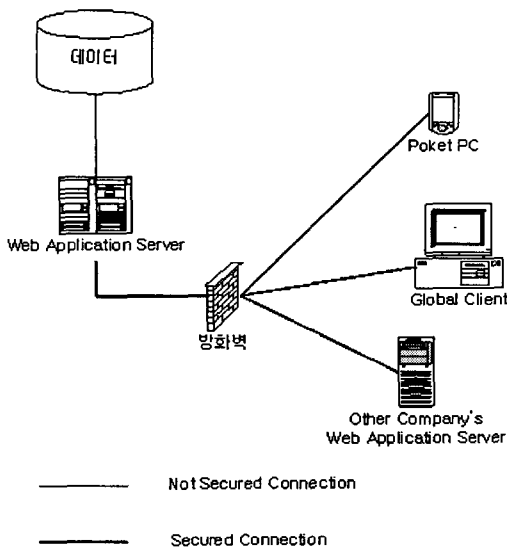 데이터
Poket PC
Web Application Server
Global Client
방화벽
Other Company's
Web Application Server
Not Secured Connection
Secured Connection